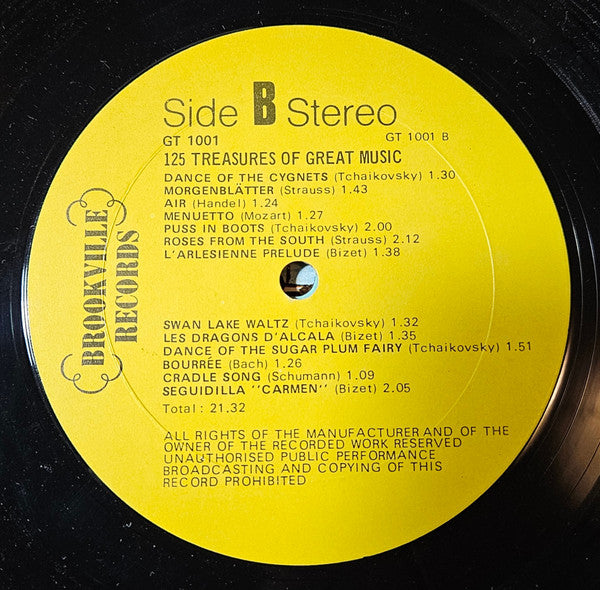 Side B Stereo
GT 1001
GT 1001 B
125 TREASURES OF GREAT MUSIC
DANCE OF THE CYGNETS (Tchaikovsky) 1.30
MORGENBLÄTTER (Strauss) 1.43
AIR (Handel) 1.24
MENUETTO (Mozart) 1.27
PUSS IN BOOTS (Tchaikovsky) 2.00
ROSES FROM THE SOUTH (Strauss) 2.12
L'ARLESIENNE PRELUDE (Bizet) 1.38
BROOKVILLE
RECORDS
SWAN LAKE WALTZ (Tchaikovsky) 1.32
LES DRAGONS D'ALCALA (Bizet) 1.35
DANCE OF THE SUGAR PLUM FAIRY (Tchaikovsky) 1.51
BOURRÈE (Bach) 1.26
CRADLE SONG (Schumann) 1.09
SEGUIDILLA "CARMEN" (Bizet) 2.05
Total : 21.32
ALL RIGHTS OF THE MANUFACTURER AND OF THE
OWNER OF THE RECORDED WORK RESERVED
UNAUTHORISED PUBLIC PERFORMANCE
BROADCASTING AND COPYING OF THIS
RECORD PROHIBITED